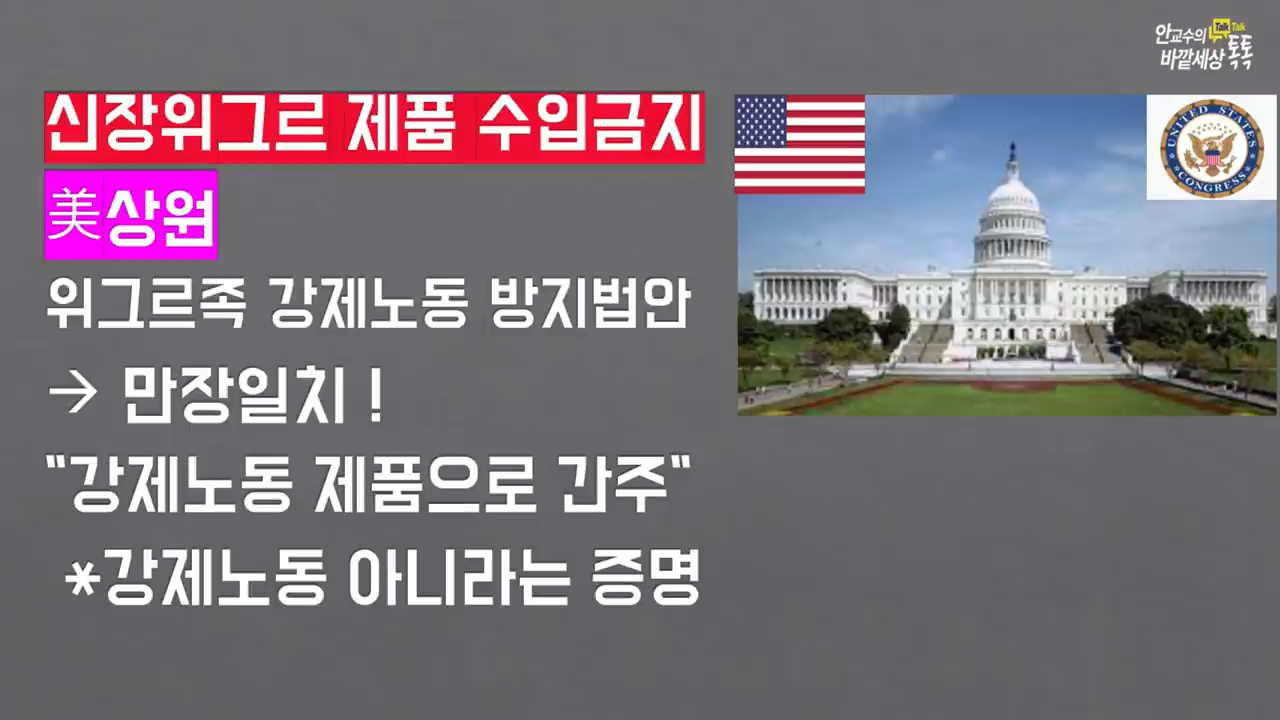 안교수의 Talk Talk
바깥세상 톡톡
신장위그르 제품 수입금지
美상원
위그르족 강제노동 방지법안
→ 만장일치 !
"강제노동 제품으로 간주"
*강제노동 아니라는 증명
UNITED STATES
CONGRESS